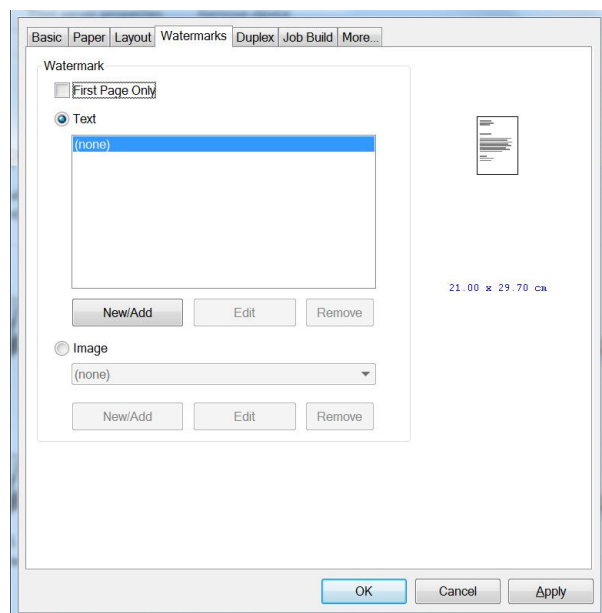 Basic Paper Layout Watermarks Duplex Job Build More...
Watermark
First Page Only
Text
(none)
New/Add Edit Remove
21.00 x 29.70 cm
Image
(none)
New/Add Edit Remove
OK Cancel Apply